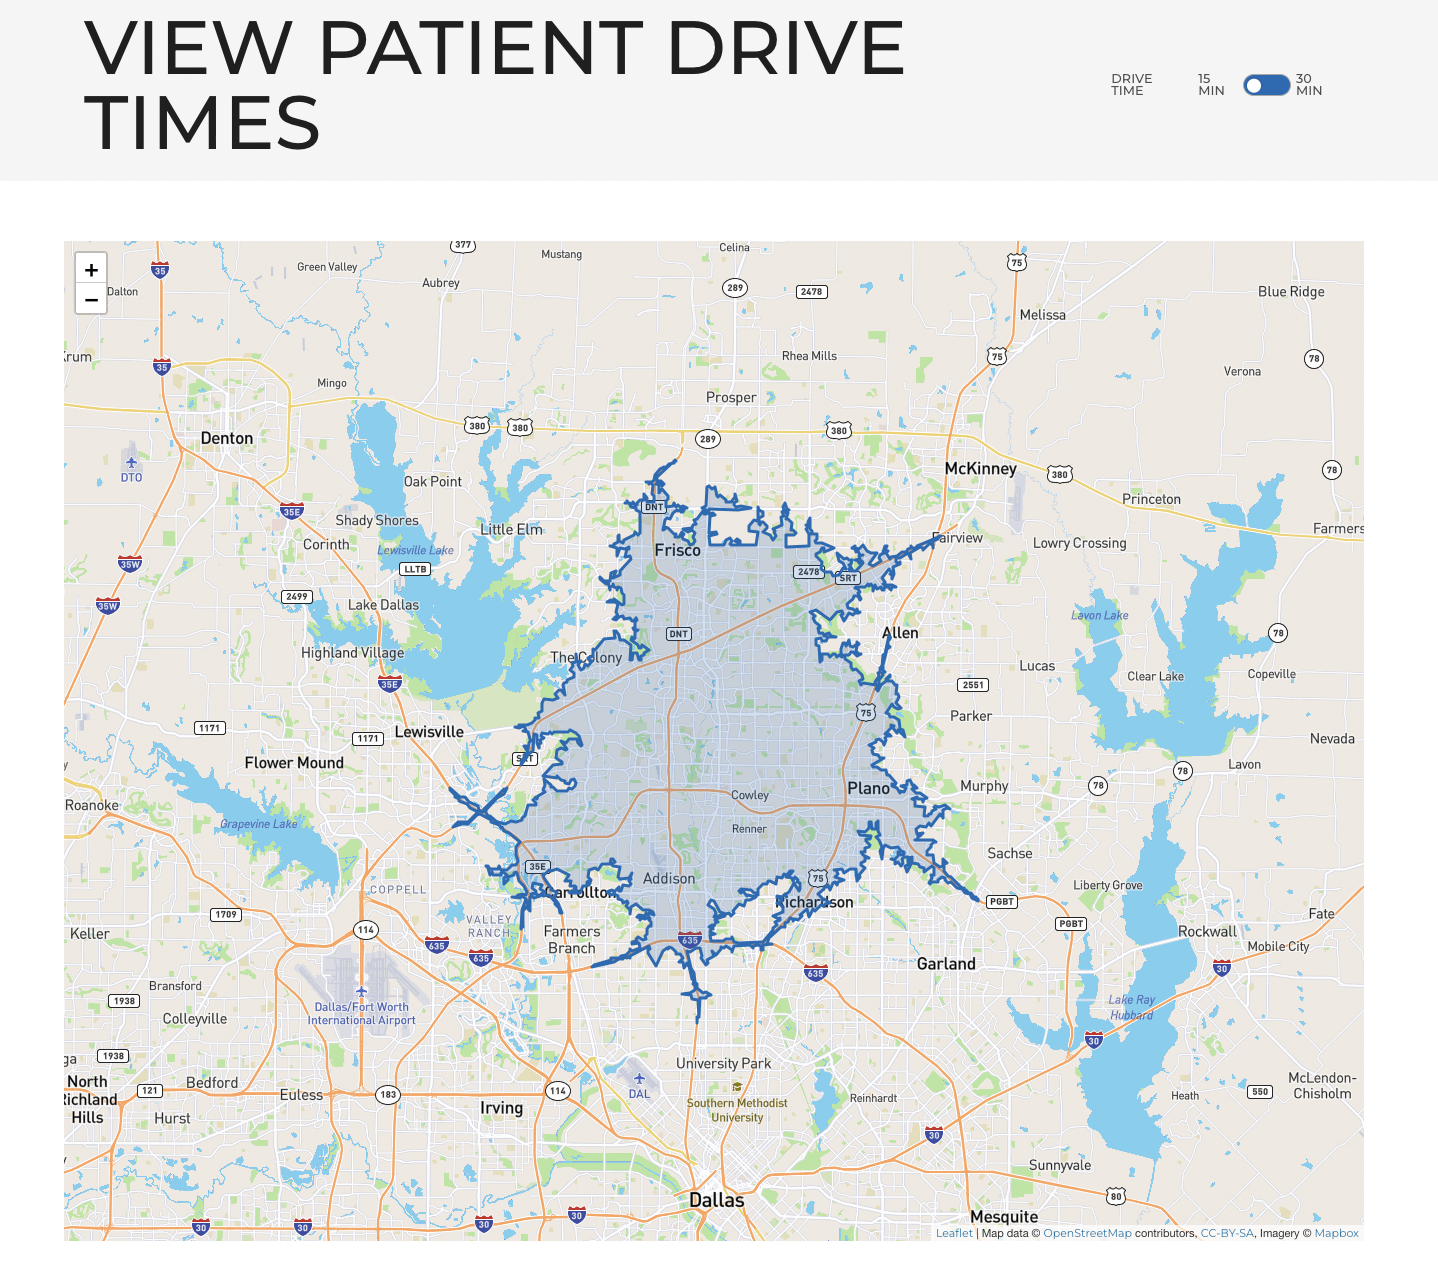 VIEW PATIENT DRIVE
TIMES
DRIVE
TIME
15
MIN
30
MIN
+
−
377
Mustang
Celina
35
Green Valley
75
Dalton
Aubrey
289
2478
Blue Ridge
Melissa
Krum
35
Rhea Mills
75
78
Mingo
Verona
Prosper
380
380
380
Denton
289
McKinney
78
DTO
Oak Point
380
Princeton
35E
DNT
Shady Shores
Little Elm
Farmers
Corinth
Lewisville Lake
Frisco
Fairview
Lowry Crossing
35W
LLTB
2478
SRT
2499
35W
Lake Dallas
Lavon Lake
DNT
Allen
78
Highland Village
The Colony
Lucas
Clear Lake
Copeville
35E
2551
75
Parker
1171
1171
Lewisville
Nevada
SRT
Flower Mound
Lavon
78
Plano
Murphy
78
Roanoke
Cowley
Grapevine Lake
Renner
Sachse
35E
Addison
75
COPPELL
Carrollton
Liberty Grove
Richardson
PGBT
1709
VALLEY
RANCH
PGBT
Fate
114
Farmers
Branch
Keller
635
635
635
Rockwall
Mobile City
635
Garland
30
Bransford
1938
Dallas/Fort Worth
International Airport
Lake Ray
Hubbard
Colleyville
30
1938
University Park
North
Richland
Hills
Bedford
DAL
McLendon-
Chisholm
121
Euless
183
114
Southern Methodist
University
Reinhardt
Heath
550
Hurst
Irving
30
Sunnyvale
Dallas
80
30
30
30
30
Mesquite
Leaflet | Map data © OpenStreetMap contributors, CC-BY-SA, Imagery © Mapbox